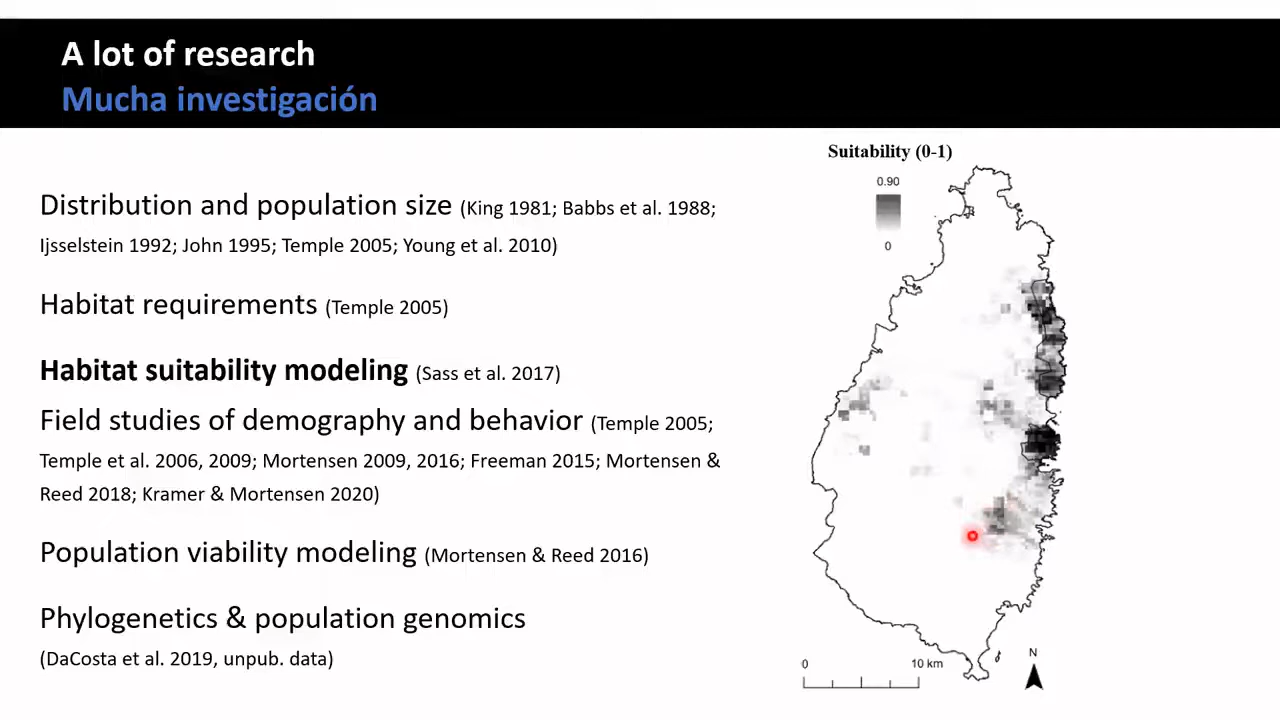 A lot of research
Mucha investigación
Distribution and population size (King 1981; Babbs et al. 1988;
Ijsselstein 1992; John 1995; Temple 2005; Young et al. 2010)
Habitat requirements (Temple 2005)
Habitat suitability modeling (Sass et al. 2017)
Field studies of demography and behavior (Temple 2005;
Temple et al. 2006, 2009; Mortensen 2009, 2016; Freeman 2015; Mortensen &
Reed 2018; Kramer & Mortensen 2020)
Population viability modeling (Mortensen & Reed 2016)
Phylogenetics & population genomics
(DaCosta et al. 2019, unpub. data)
Suitability (0-1)
0.90
0
0 10 km
N